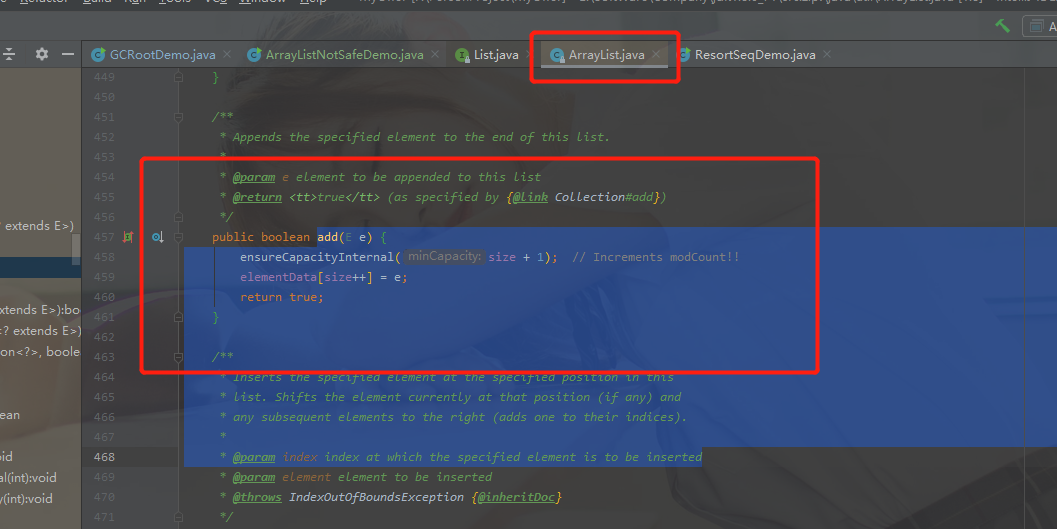 GCRootDemo.java ArrayListNotSafeDemo.java List.java ArrayList.java ResortSeqDemo.java
449 }
450
451 /**
452 * Appends the specified element to the end of this list.
453 *
454 * @param e element to be appended to this list
455 * @return <tt>true</tt> (as specified by {@link Collection#add})
456 */
? extends E>)
457 public boolean add(E e) {
458 ensureCapacityInternal( minCapacity: size + 1);  // Increments modCount!!
459 elementData[size++] = e;
460 return true;
xtends E>):bo
461 }
<? extends E>)
462
on<?>, boolea
463 /**
464 * Inserts the specified element at the specified position in this
465 * list. Shifts the element currently at that position (if any) and
466 * any subsequent elements to the right (adds one to their indices).
ean
467 *
468 * @param index index at which the specified element is to be inserted
void
469 * @param element element to be inserted
al(int):void
470 * @throws IndexOutOfBoundsException {@inheritDoc}
y(int):void
471 */